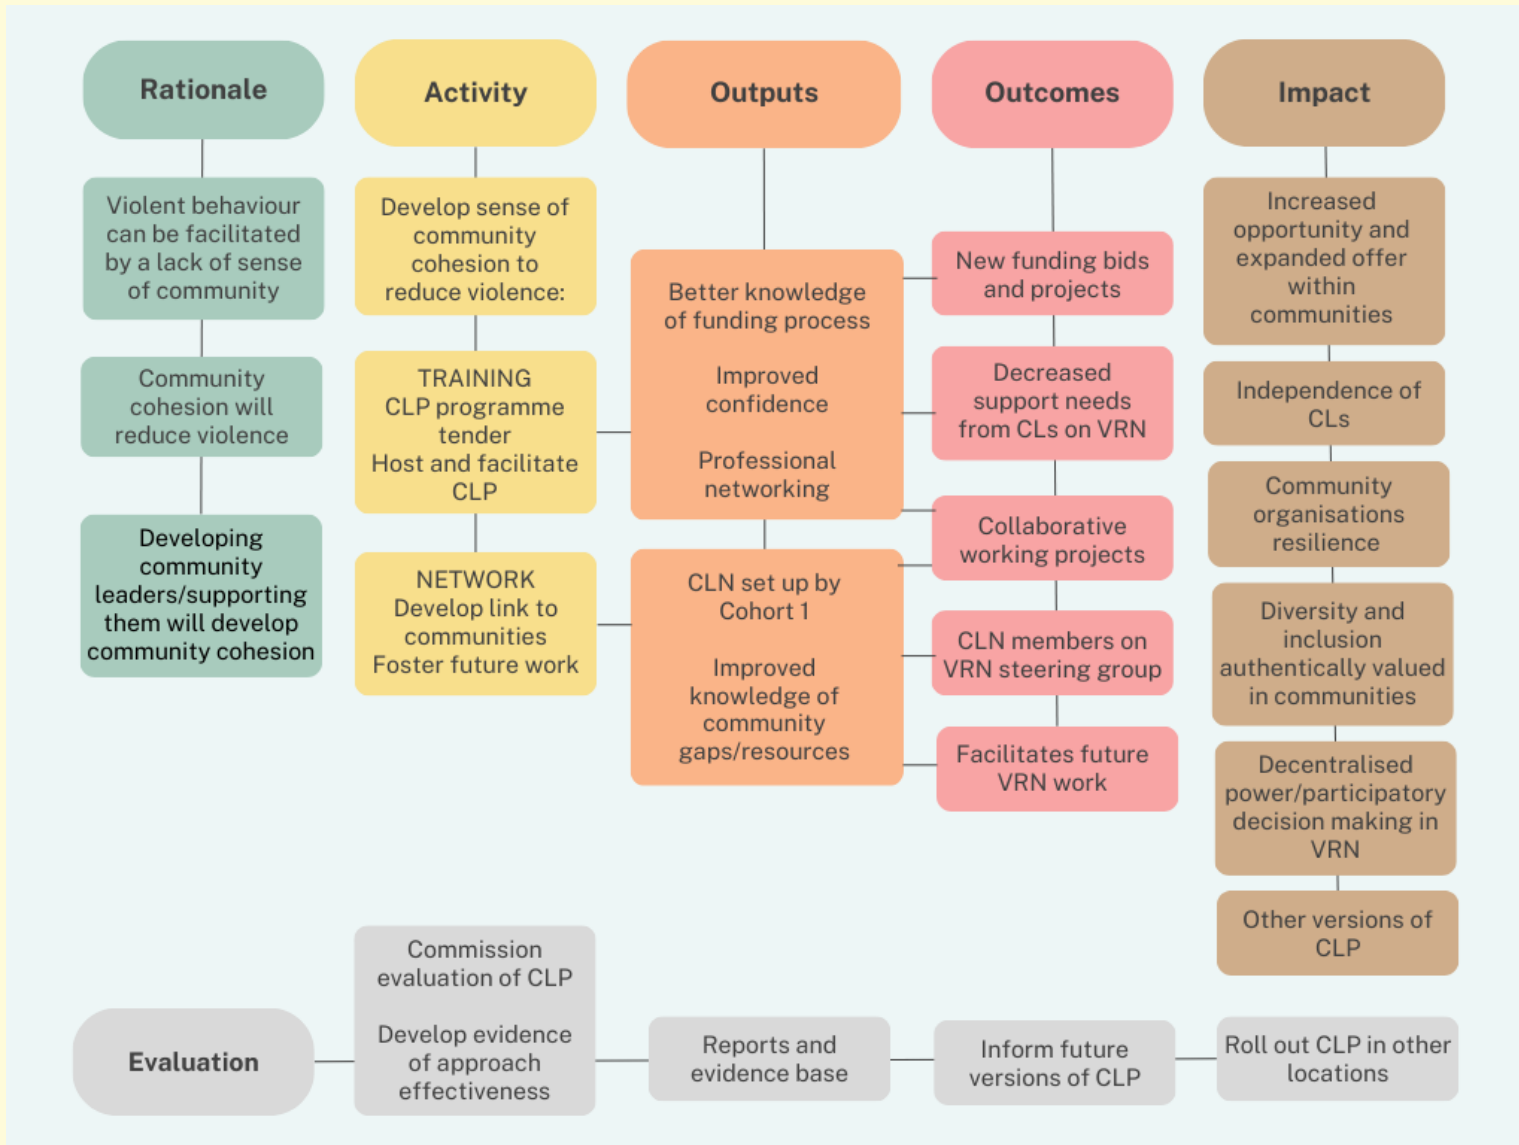 Rationale
Violent behaviour
can be facilitated
by a lack of sense
of community
Community
cohesion will
reduce violence
Developing
community
leaders/supporting
them will develop
community cohesion
Activity
Develop sense of
community
cohesion to
reduce violence:
TRAINING
CLP programme
tender
Host and facilitate
CLP
NETWORK
Develop link to
communities
Foster future work
Outputs
Better knowledge
of funding process
Improved
confidence
Professional
networking
CLN set up by
Cohort 1
Improved
knowledge of
community
gaps/resources
Outcomes
New funding bids
and projects
Decreased
support needs
from CLs on VRN
Collaborative
working projects
CLN members on
VRN steering group
Facilitates future
VRN work
Impact
Increased
opportunity and
expanded offer
within
communities
Independence of
CLs
Community
organisations
resilience
Diversity and
inclusion
authentically valued
in communities
Decentralised
power/participatory
decision making in
VRN
Other versions of
CLP
Evaluation
Commission
evaluation of CLP
Develop evidence
of approach
effectiveness
Reports and
evidence base
Inform future
versions of CLP
Roll out CLP in other
locations